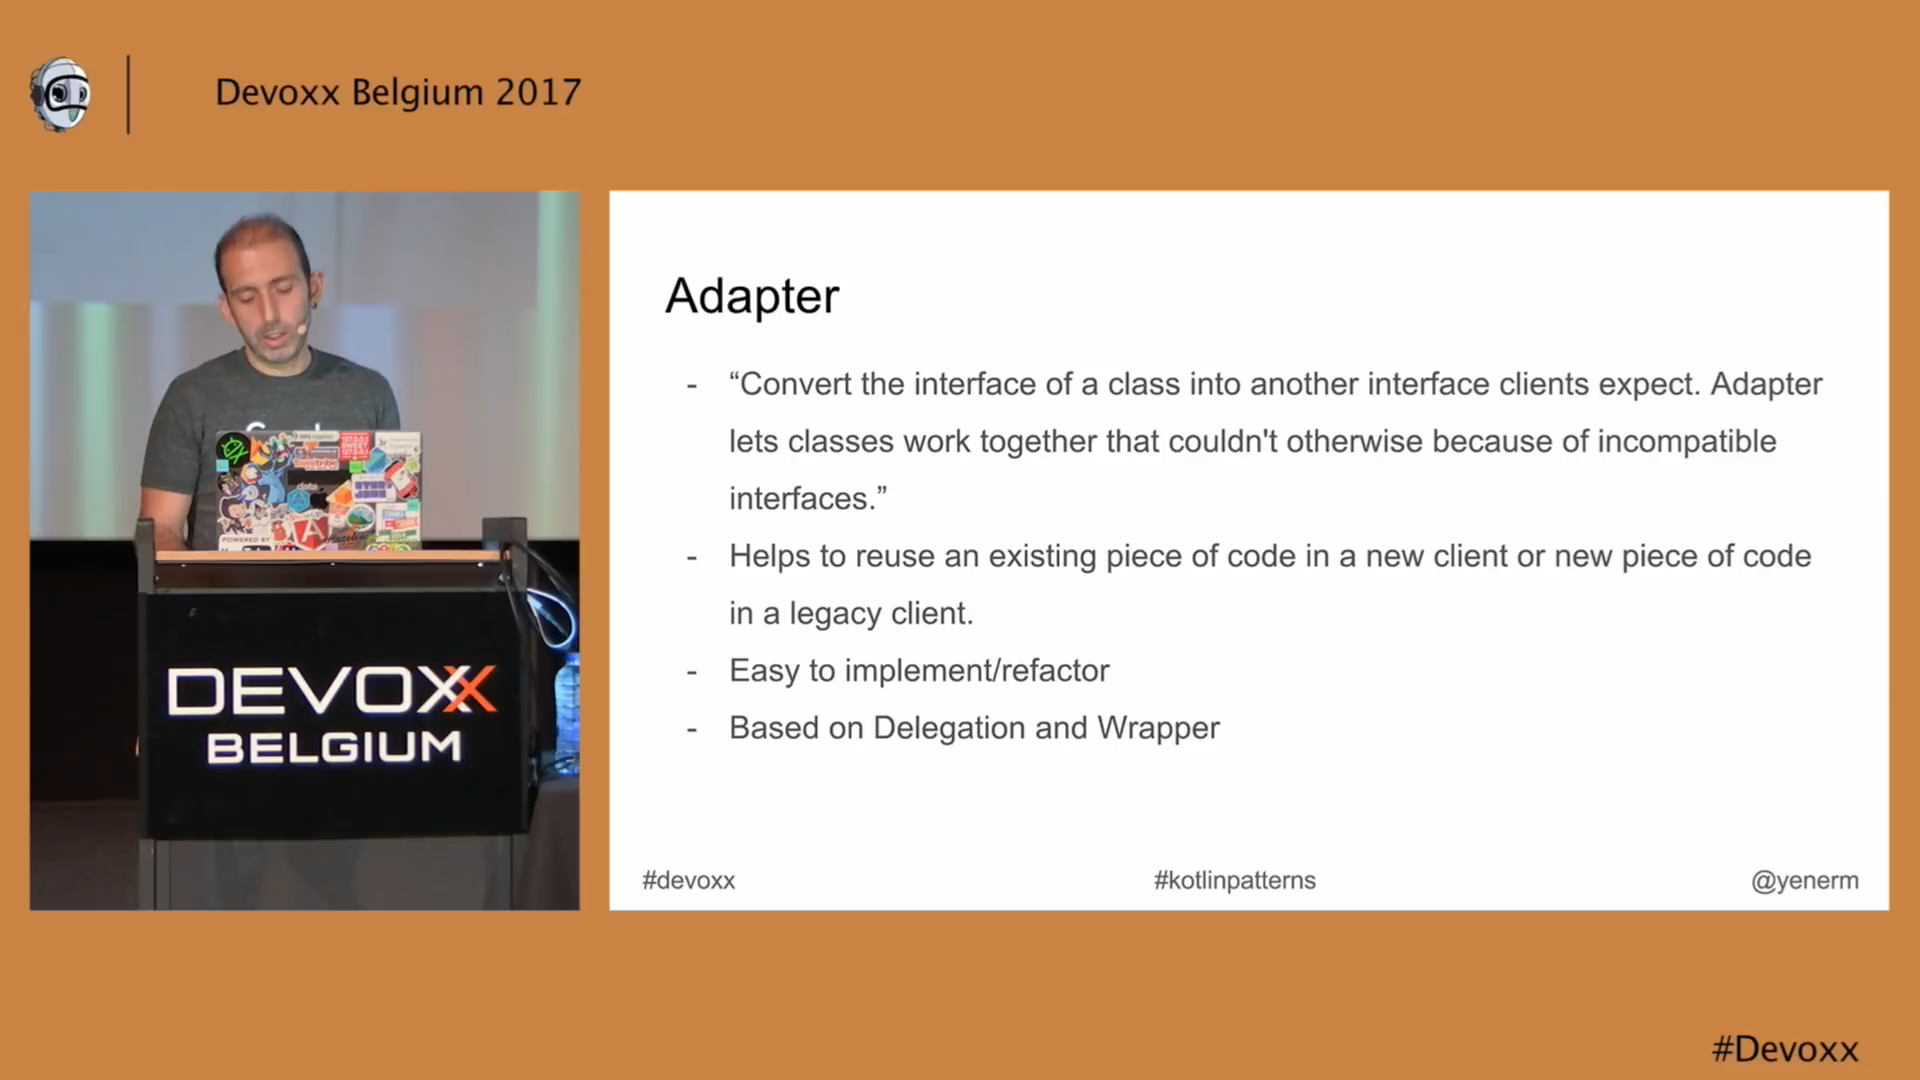 Devoxx Belgium 2017
Adapter
- “Convert the interface of a class into another interface clients expect. Adapter
lets classes work together that couldn't otherwise because of incompatible
interfaces.”
- Helps to reuse an existing piece of code in a new client or new piece of code
in a legacy client.
- Easy to implement/refactor
- Based on Delegation and Wrapper
#devoxx
#kotlinpatterns
@yenerm
data
POWERED BY
DEVOXX
BELGIUM
#Devoxx